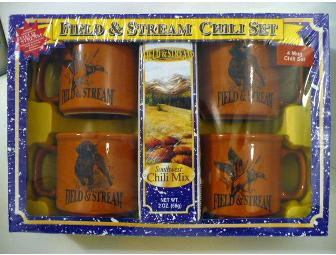 FIELD & STREAM CHILI SET
4 Mug
Chili Set
FIELD & STREAM
FIELD & STREAM
FIELD & STREAM
Southwest
Chili Mix
NET WT.
2 OZ. (56g)
FIELD & STREAM
FIELD & STREAM